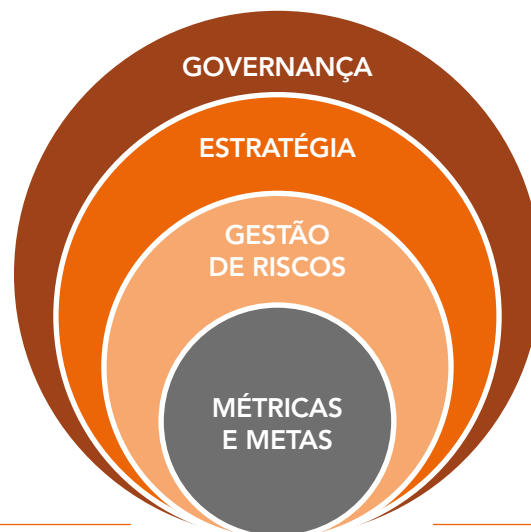 GOVERNANÇA
ESTRATÉGIA
GESTÃO
DE RISCOS
MÉTRICAS
E METAS